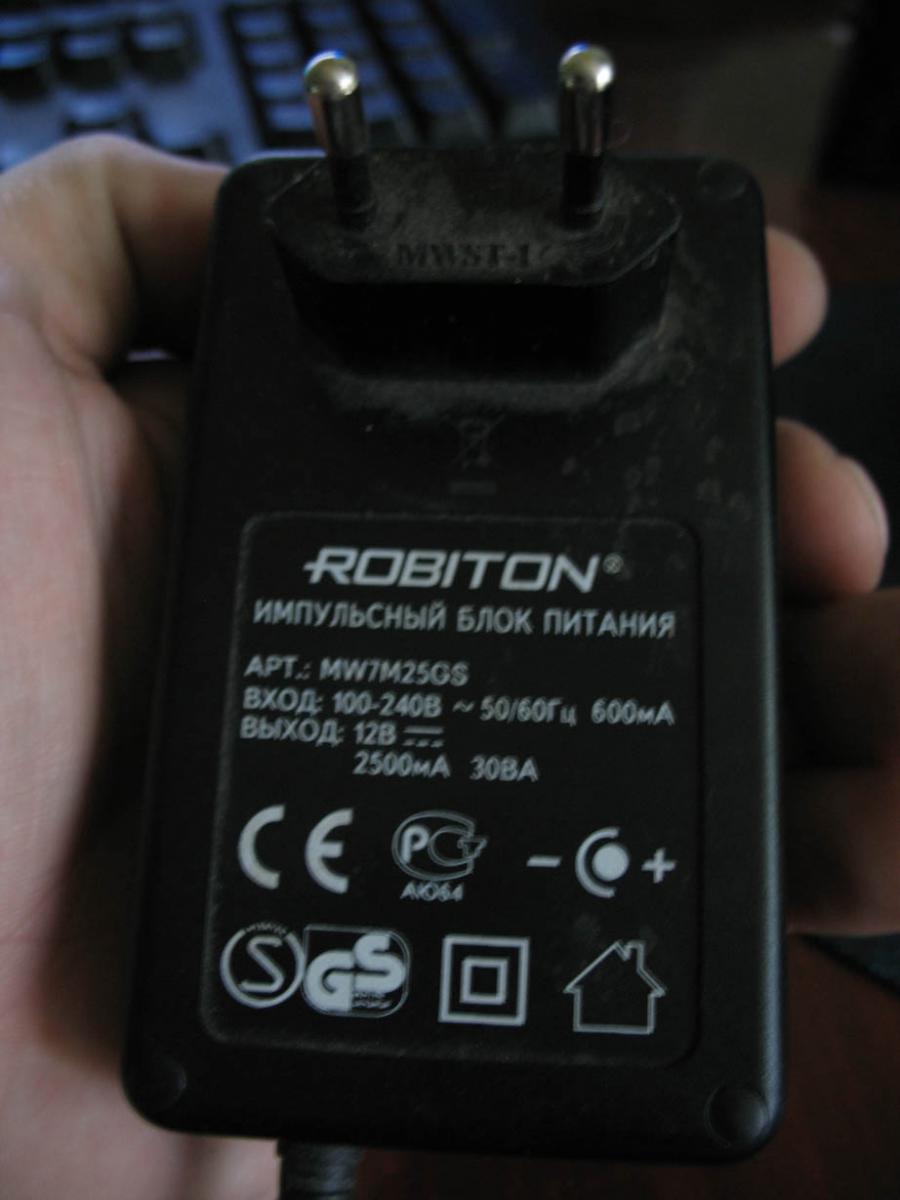 MWST-1
ROBITON®
ИМПУЛЬСНЫЙ БЛОК ПИТАНИЯ
АРТ.: MW7M25GS
ВХОД: 100-240В ~ 50/60Гц 600мА
ВЫХОД: 12В ⎓
2500мА 30ВА
CE
РСТ
АЮ64
- +
S GS